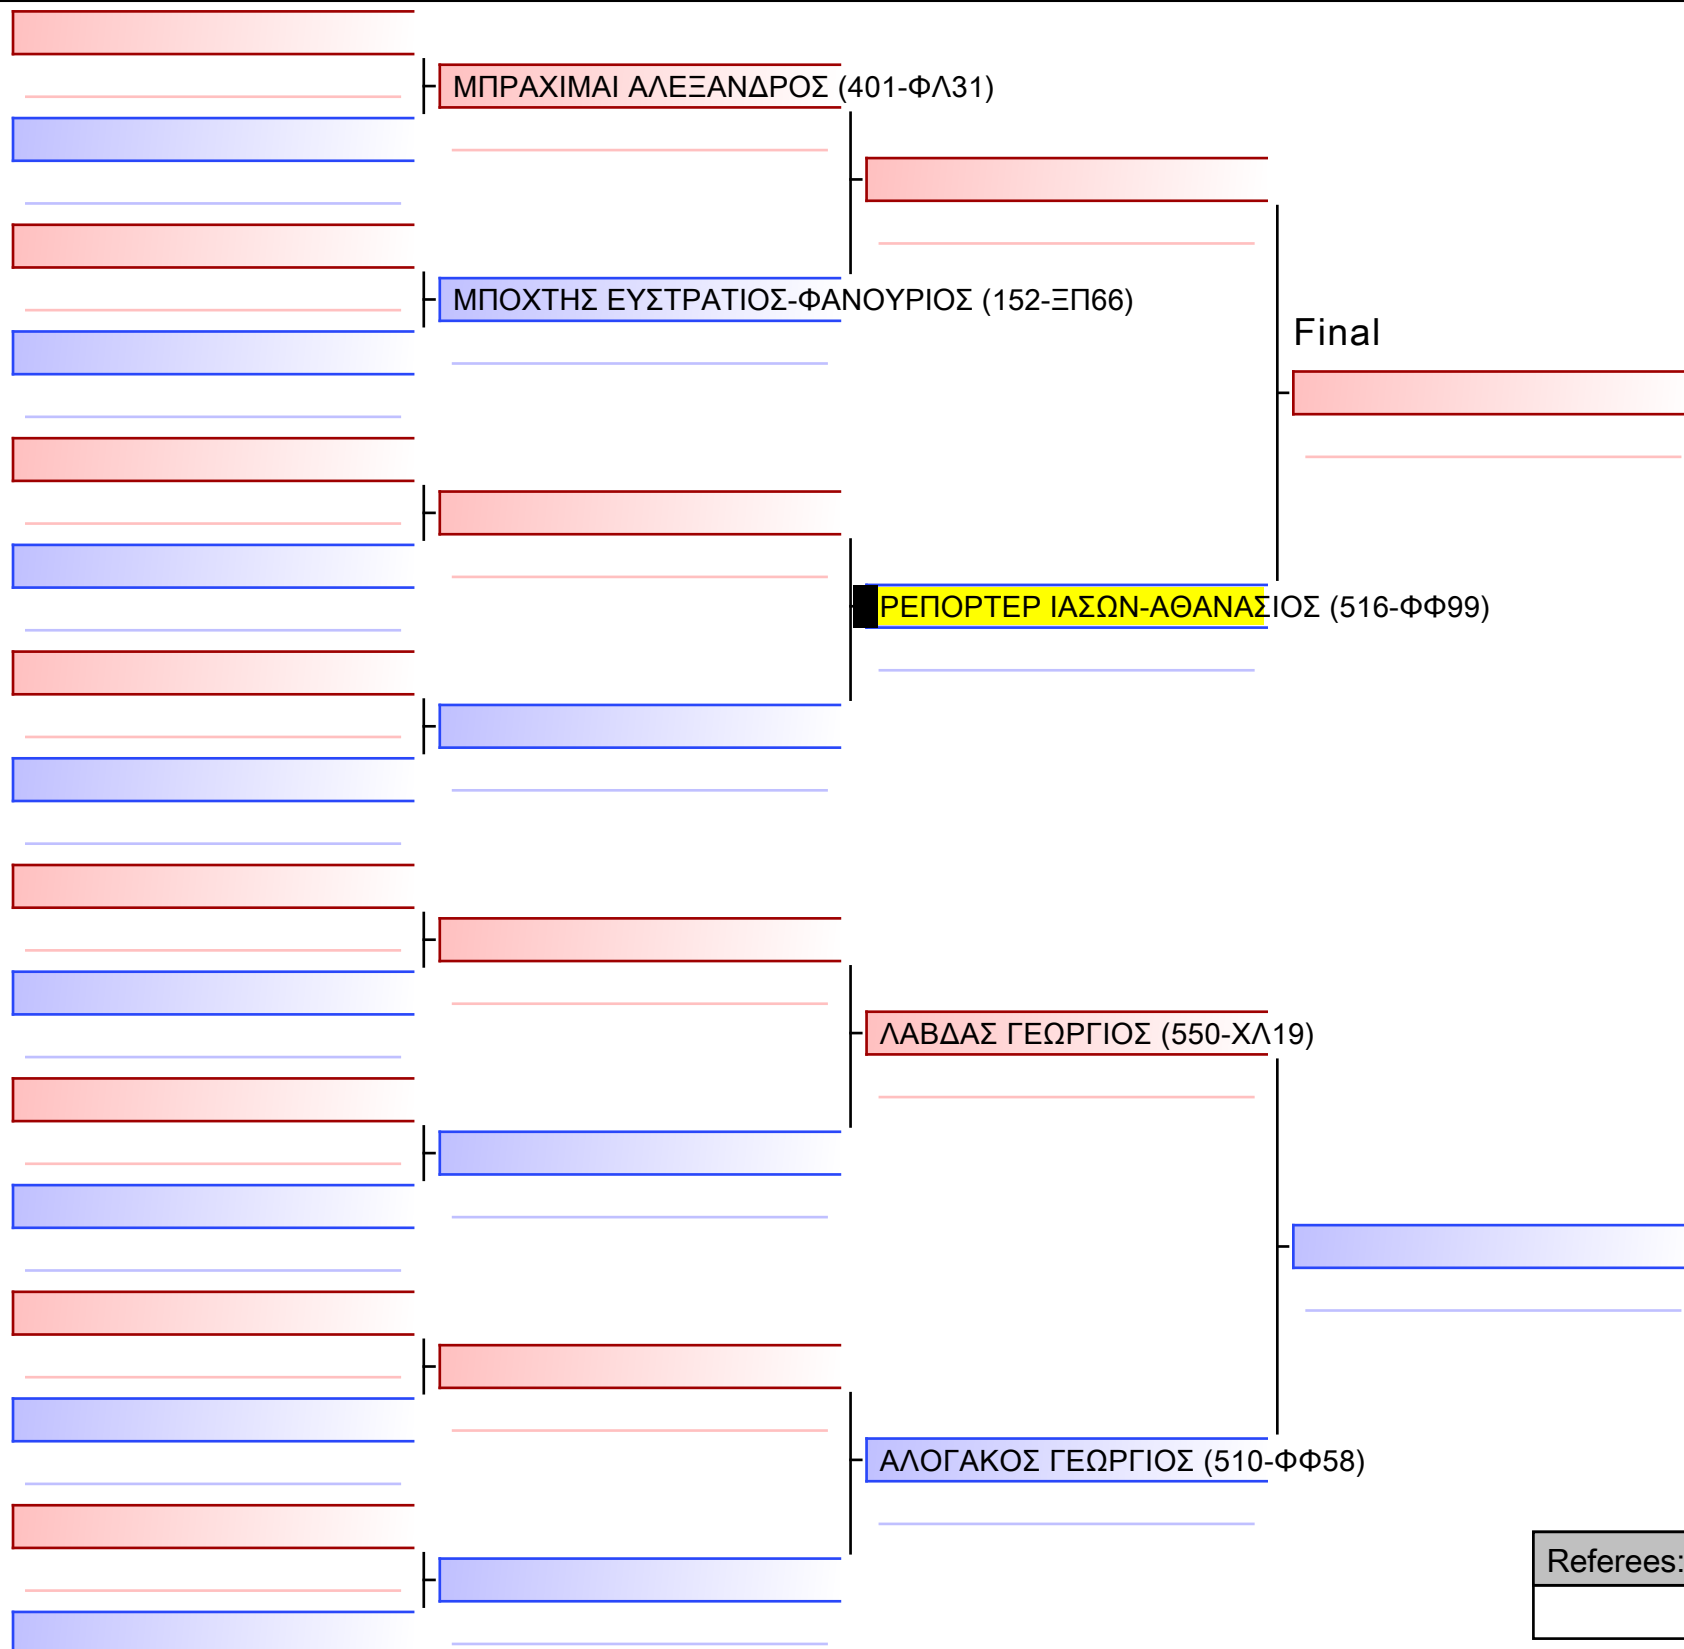 ΜΠΡΑΧΙΜΑΙ ΑΛΕΞΑΝΔΡΟΣ (401-ΦΛ31)
ΜΠΟΧΤΗΣ ΕΥΣΤΡΑΤΙΟΣ-ΦΑΝΟΥΡΙΟΣ (152-ΞΠ66)
Final
ΡΕΠΟΡΤΕΡ ΙΑΣΩΝ-ΑΘΑΝΑΣΙΟΣ (516-ΦΦ99)
ΛΑΒΔΑΣ ΓΕΩΡΓΙΟΣ (550-ΧΛ19)
ΑΛΟΓΑΚΟΣ ΓΕΩΡΓΙΟΣ (510-ΦΦ58)
Referees: